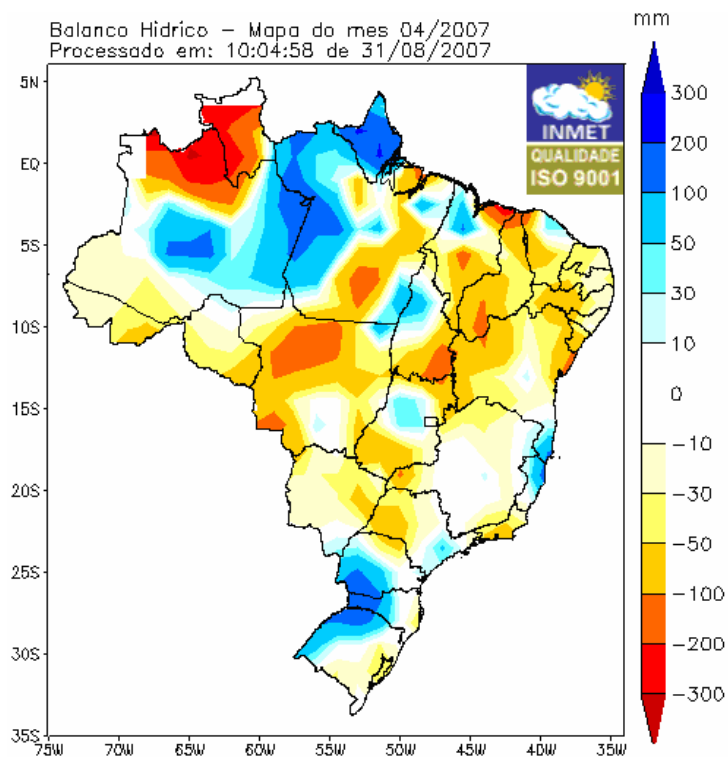 Balanco Hidrico - Mapa do mes 04/2007
Processado em: 10:04:58 de 31/08/2007
mm
INMET
QUALIDADE
ISO 9001
300
200
100
50
30
10
0
-10
-30
-50
-100
-200
-300
5N
EQ
5S
10S
15S
20S
25S
30S
35S
75W 70W 65W 60W 55W 50W 45W 40W 35W